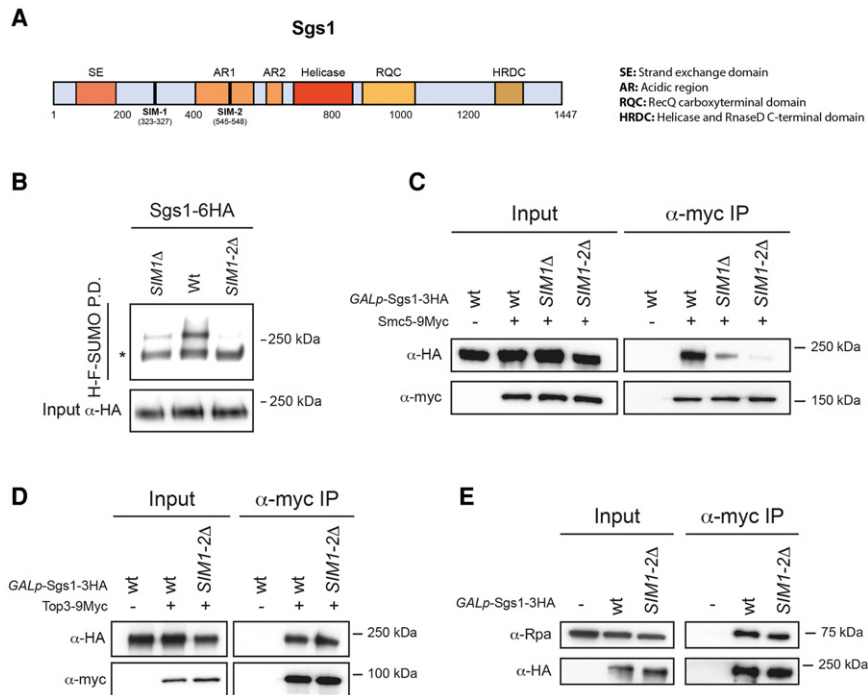 A
Sgs1
SE AR1 AR2 Helicase RQC HRDC
1 200 SIM-1 400 SIM-2 800 1000 1200 1447
(323-327) (545-548)
SE: Strand exchange domain
AR: Acidic region
RQC: RecQ carboxyterminal domain
HRDC: Helicase and RnaseD C-terminal domain
B
Sgs1-6HA
SIM1Δ Wt SIM1-2Δ
H-F-SUMO P.D.
250 kDa
*
Input α-HA
250 kDa
C
Input α-myc IP
GALp-Sgs1-3HA wt wt SIM1Δ SIM1-2Δ wt wt SIM1Δ SIM1-2Δ
Smc5-9Myc - + + + - + + +
α-HA 250 kDa
α-myc 150 kDa
D
Input α-myc IP
GALp-Sgs1-3HA wt wt SIM1-2Δ wt wt SIM1-2Δ
Top3-9Myc - + + - + +
α-HA 250 kDa
α-myc 100 kDa
E
Input α-myc IP
GALp-Sgs1-3HA - wt SIM1-2Δ - wt SIM1-2Δ
α-Rpa 75 kDa
α-HA 250 kDa